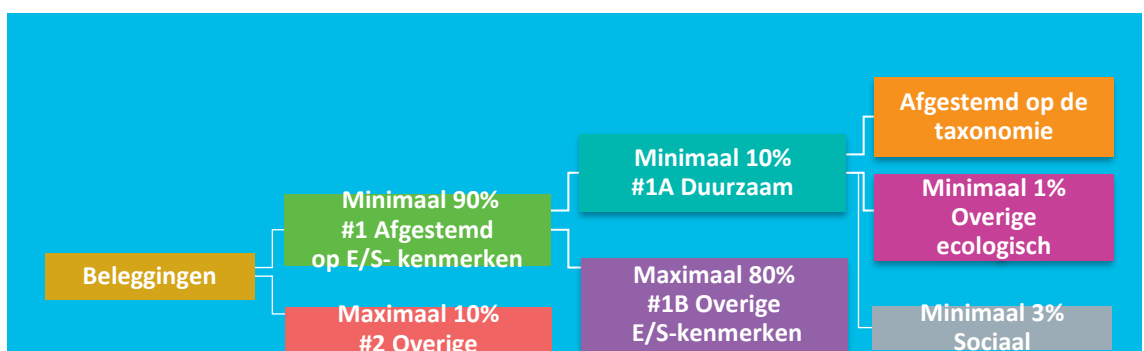 Beleggingen
Minimaal 90%
#1 Afgestemd
op E/S- kenmerken
Maximaal 10%
#2 Overige
Minimaal 10%
#1A Duurzaam
Maximaal 80%
#1B Overige
E/S-kenmerken
Afgestemd op de
taxonomie
Minimaal 1%
Overige
ecologisch
Minimaal 3%
Sociaal